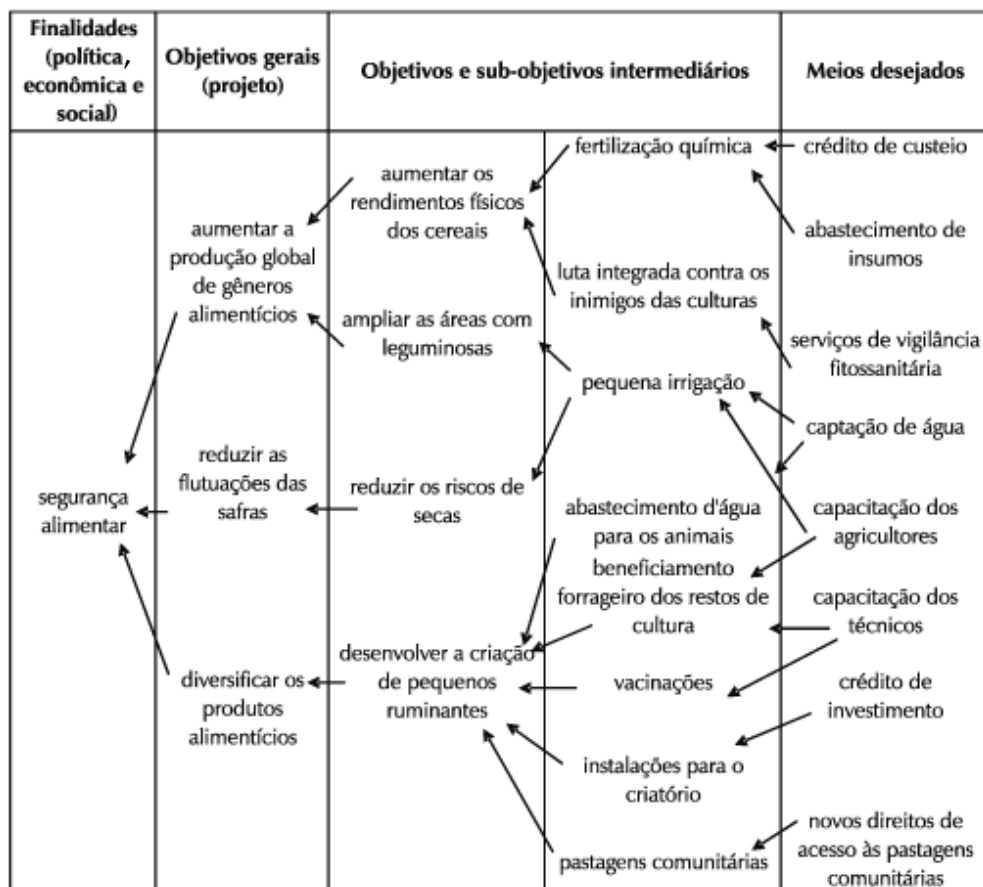 Finalidades
(política,
econômica e
social)
Objetivos gerais
(projeto)
Objetivos e sub-objetivos intermediários
Meios desejados
segurança
alimentar
aumentar a
produção global
de gêneros
alimentícios
reduzir as
flutuações das
safras
diversificar os
produtos
alimentícios
aumentar os
rendimentos físicos
dos cereais
ampliar as áreas com
leguminosas
reduzir os riscos de
secas
desenvolver a criação
de pequenos
ruminantes
fertilização química
luta integrada contra os
inimigos das culturas
pequena irrigação
abastecimento d'água
para os animais
beneficiamento
forrageiro dos restos de
cultura
vacinações
instalações para o
criatório
pastagens comunitárias
crédito de custeio
abastecimento de
insumos
serviços de vigilância
fitossanitária
captação de água
capacitação dos
agricultores
capacitação dos
técnicos
crédito de
investimento
novos direitos de
acesso às pastagens
comunitárias